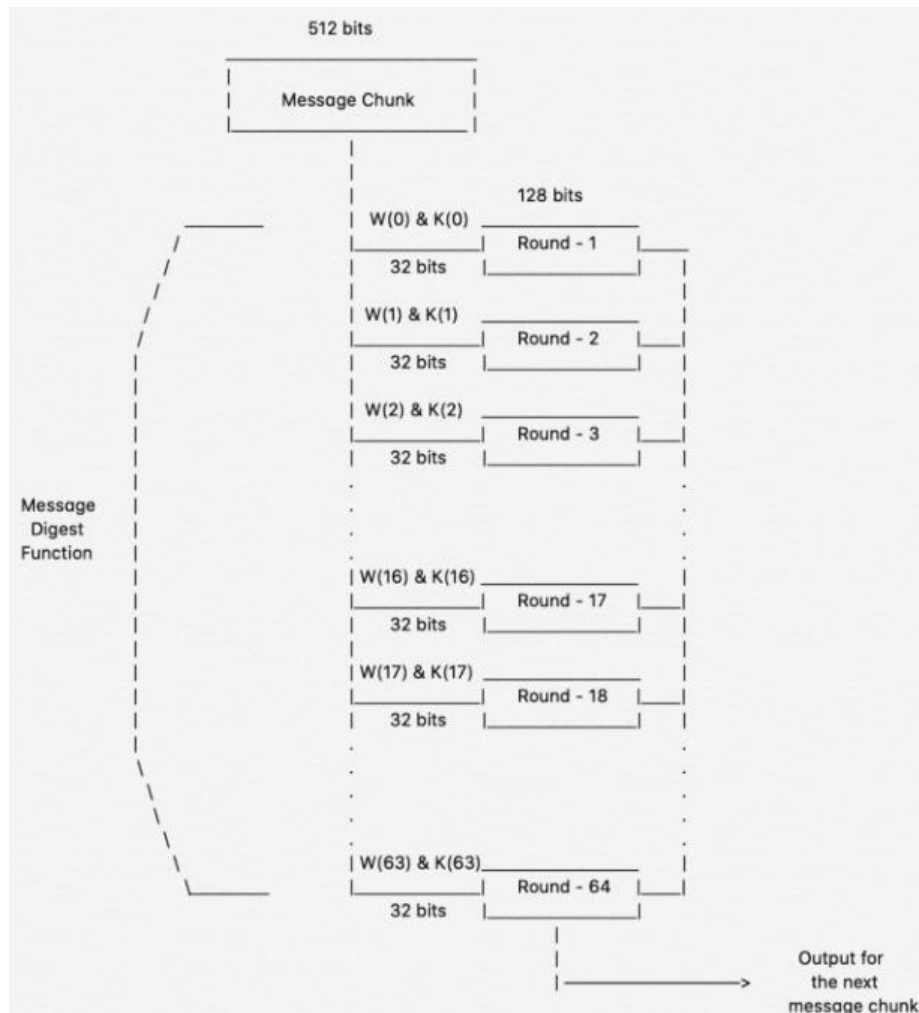 512 bits
Message Chunk
128 bits
W(0) & K(0)
Round - 1
32 bits
W(1) & K(1)
Round - 2
32 bits
W(2) & K(2)
Round - 3
32 bits
Message
Digest
Function
W(16) & K(16)
Round - 17
32 bits
W(17) & K(17)
Round - 18
32 bits
W(63) & K(63)
Round - 64
32 bits
Output for
the next
message chunk